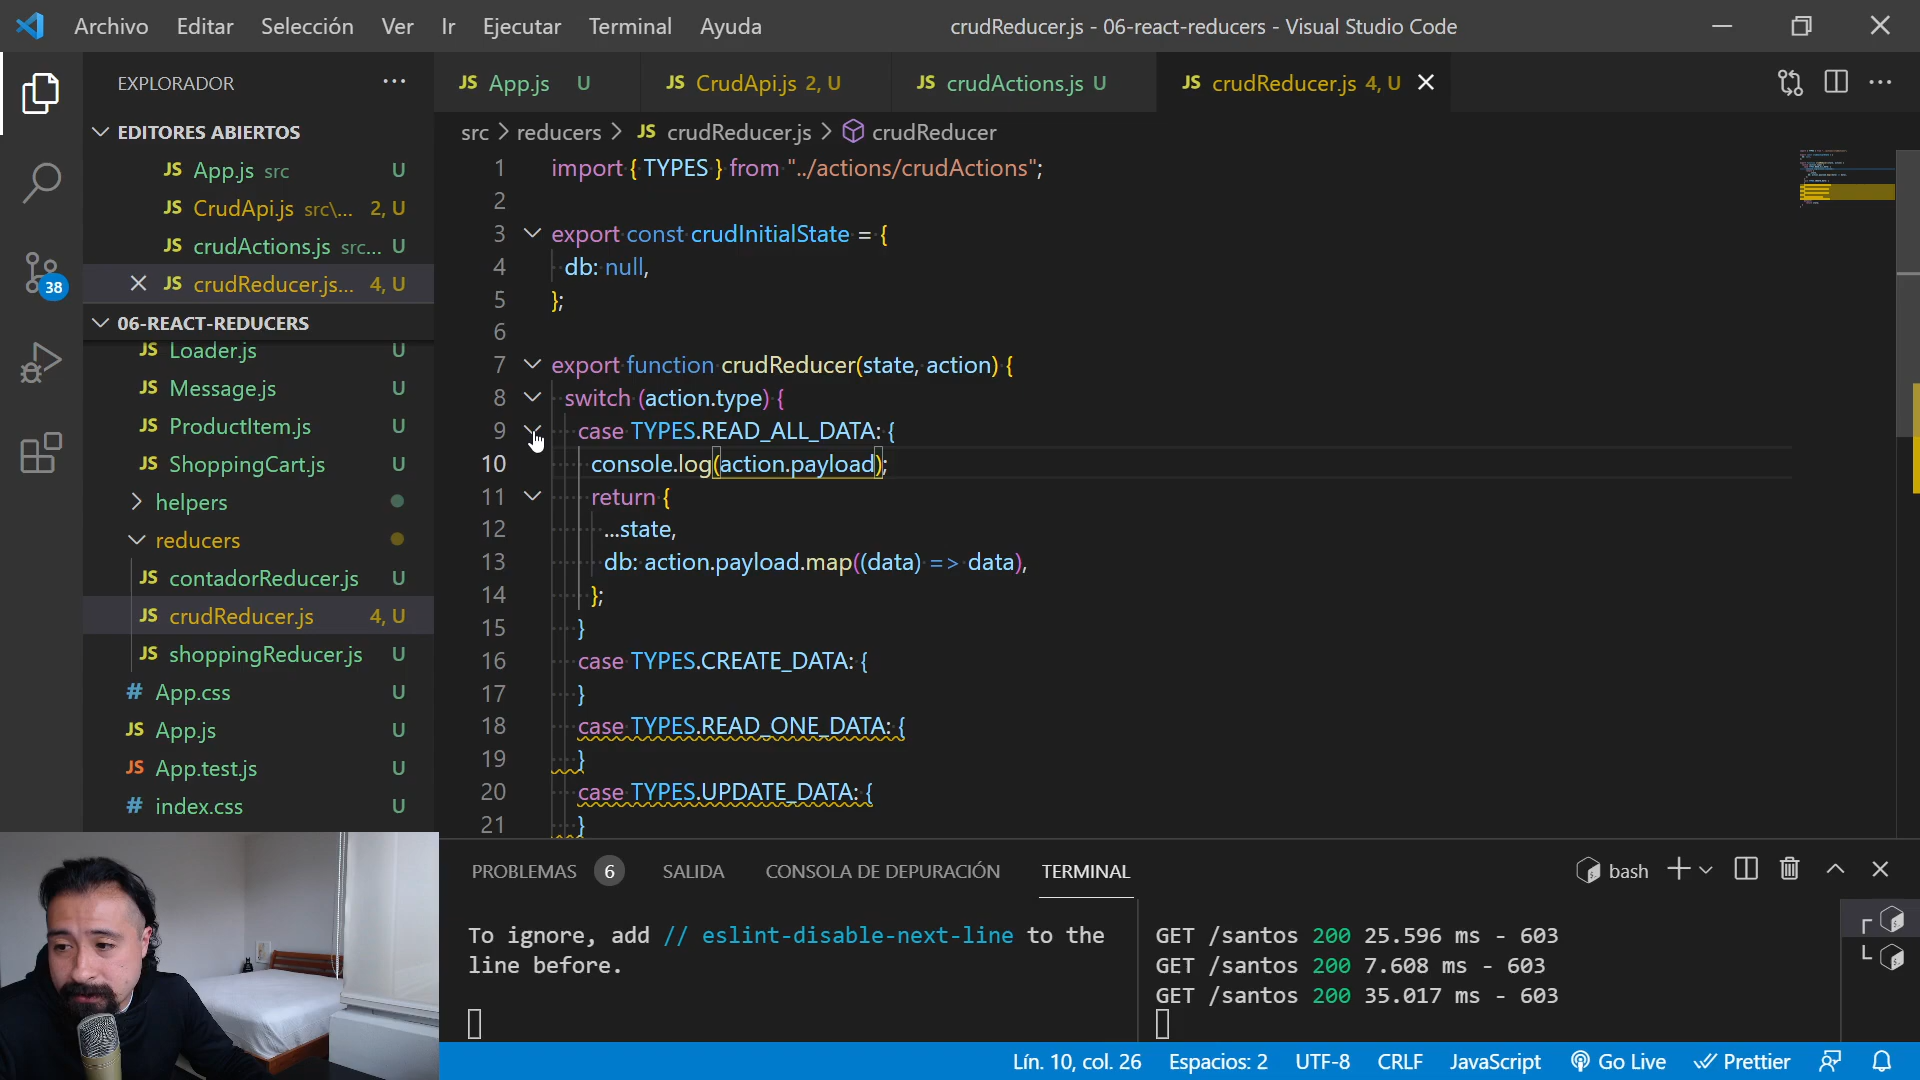 Archivo Editar Selección Ver Ir Ejecutar Terminal Ayuda crudReducer.js - 06-react-reducers - Visual Studio Code
EXPLORADOR ...
JS App.js U JS CrudApi.js 2, U JS crudActions.js U JS crudReducer.js 4, U
EDITORES ABIERTOS
JS App.js src U
JS CrudApi.js src\... 2, U
JS crudActions.js src... U
JS crudReducer.js... 4, U
38
06-REACT-REDUCERS
JS Loader.js U
JS Message.js U
JS ProductItem.js U
JS ShoppingCart.js U
helpers
reducers
JS contadorReducer.js U
JS crudReducer.js 4, U
JS shoppingReducer.js U
# App.css U
JS App.js U
JS App.test.js U
# index.css U
src > reducers > JS crudReducer.js > crudReducer
1 import { TYPES } from "../actions/crudActions";
2
3 export const crudInitialState = {
4 db: null,
5 };
6
7 export function crudReducer(state, action) {
8 switch (action.type) {
9 case TYPES.READ_ALL_DATA: {
10 console.log(action.payload);
11 return {
12 ...state,
13 db: action.payload.map((data) => data),
14 };
15 }
16 case TYPES.CREATE_DATA: {
17 }
18 case TYPES.READ_ONE_DATA: {
19 }
20 case TYPES.UPDATE_DATA: {
21 }
PROBLEMAS 6 SALIDA CONSOLA DE DEPURACIÓN TERMINAL bash
To ignore, add // eslint-disable-next-line to the
line before.
GET /santos 200 25.596 ms - 603
GET /santos 200 7.608 ms - 603
GET /santos 200 35.017 ms - 603
Lín. 10, col. 26 Espacios: 2 UTF-8 CRLF JavaScript Go Live Prettier